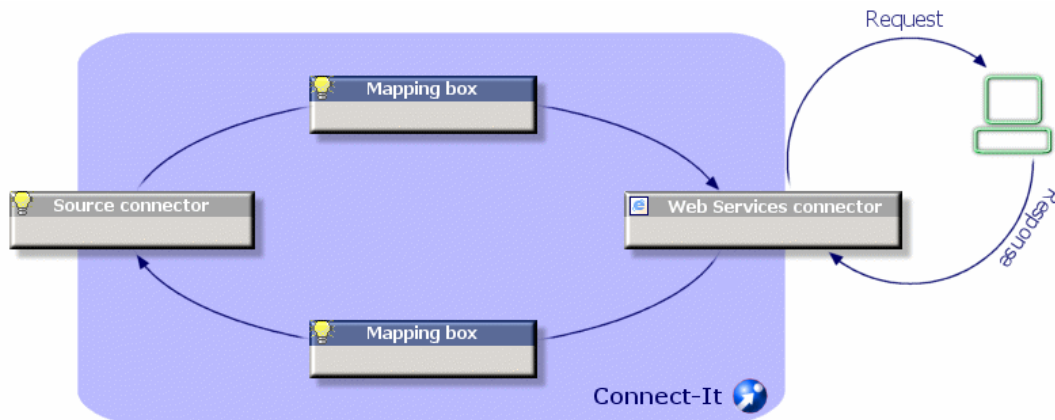 Request
Mapping box
Source connector
Web Services connector
Response
Mapping box
Connect-It